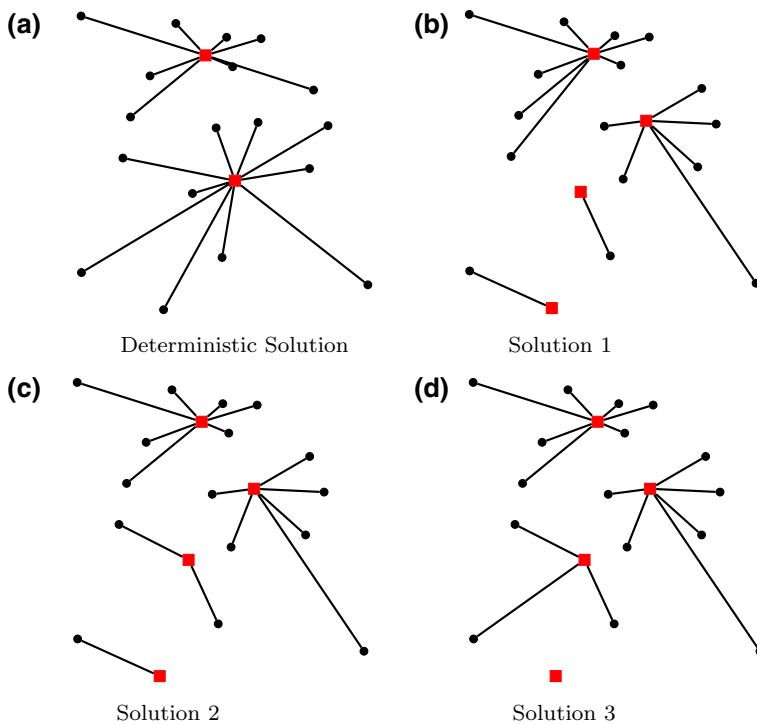 (a)
(b)
Deterministic Solution
Solution 1
(c)
(d)
Solution 2
Solution 3